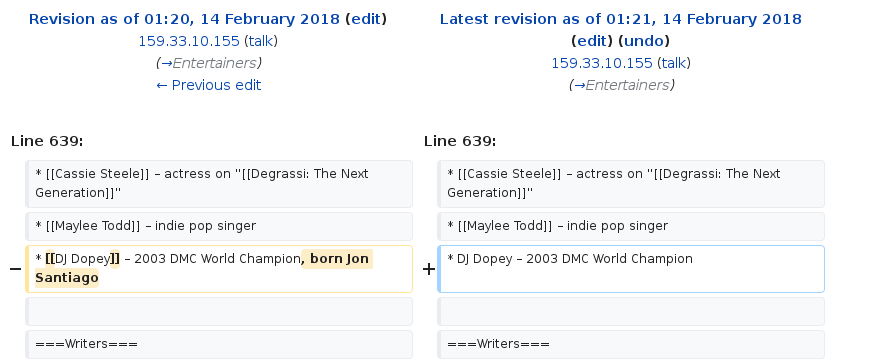 Revision as of 01:20, 14 February 2018 (edit)
159.33.10.155 (talk)
(→Entertainers)
← Previous edit
Latest revision as of 01:21, 14 February 2018
(edit) (undo)
159.33.10.155 (talk)
(→Entertainers)
Line 639:
Line 639:
* [[Cassie Steele]] – actress on "[[Degrassi: The Next
Generation]]"
* [[Cassie Steele]] – actress on "[[Degrassi: The Next
Generation]]"
* [[Maylee Todd]] – indie pop singer
* [[Maylee Todd]] – indie pop singer
− * [[DJ Dopey]] – 2003 DMC World Champion, born Jon
Santiago
+ * DJ Dopey – 2003 DMC World Champion
===Writers===
===Writers===